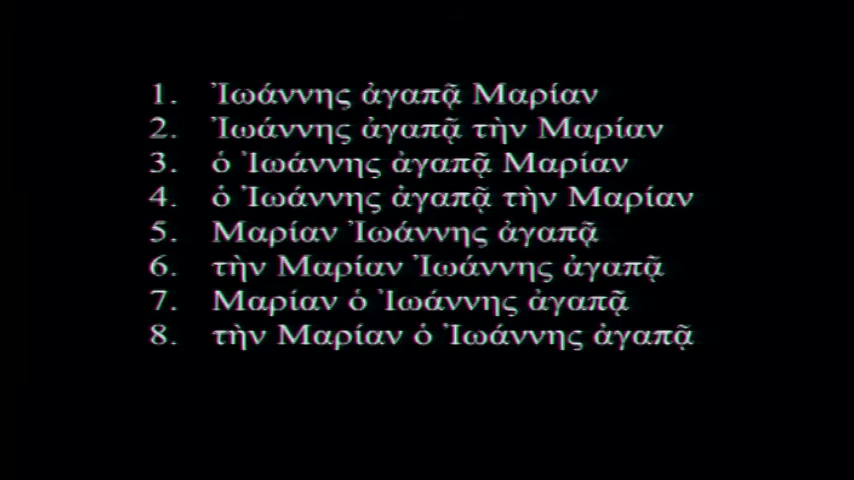 1. Ἰωάννης ἀγαπᾷ Μαρίαν
2. Ἰωάννης ἀγαπᾷ τὴν Μαρίαν
3. ὁ Ἰωάννης ἀγαπᾷ Μαρίαν
4. ὁ Ἰωάννης ἀγαπᾷ τὴν Μαρίαν
5. Μαρίαν Ἰωάννης ἀγαπᾷ
6. τὴν Μαρίαν Ἰωάννης ἀγαπᾷ
7. Μαρίαν ὁ Ἰωάννης ἀγαπᾷ
8. τὴν Μαρίαν ὁ Ἰωάννης ἀγαπᾷ